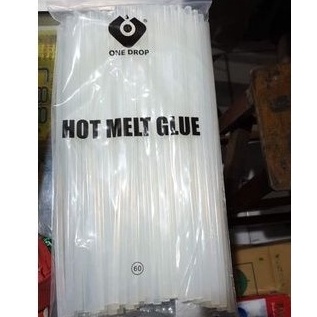 ONE DROP
HOT MELT GLUE
60